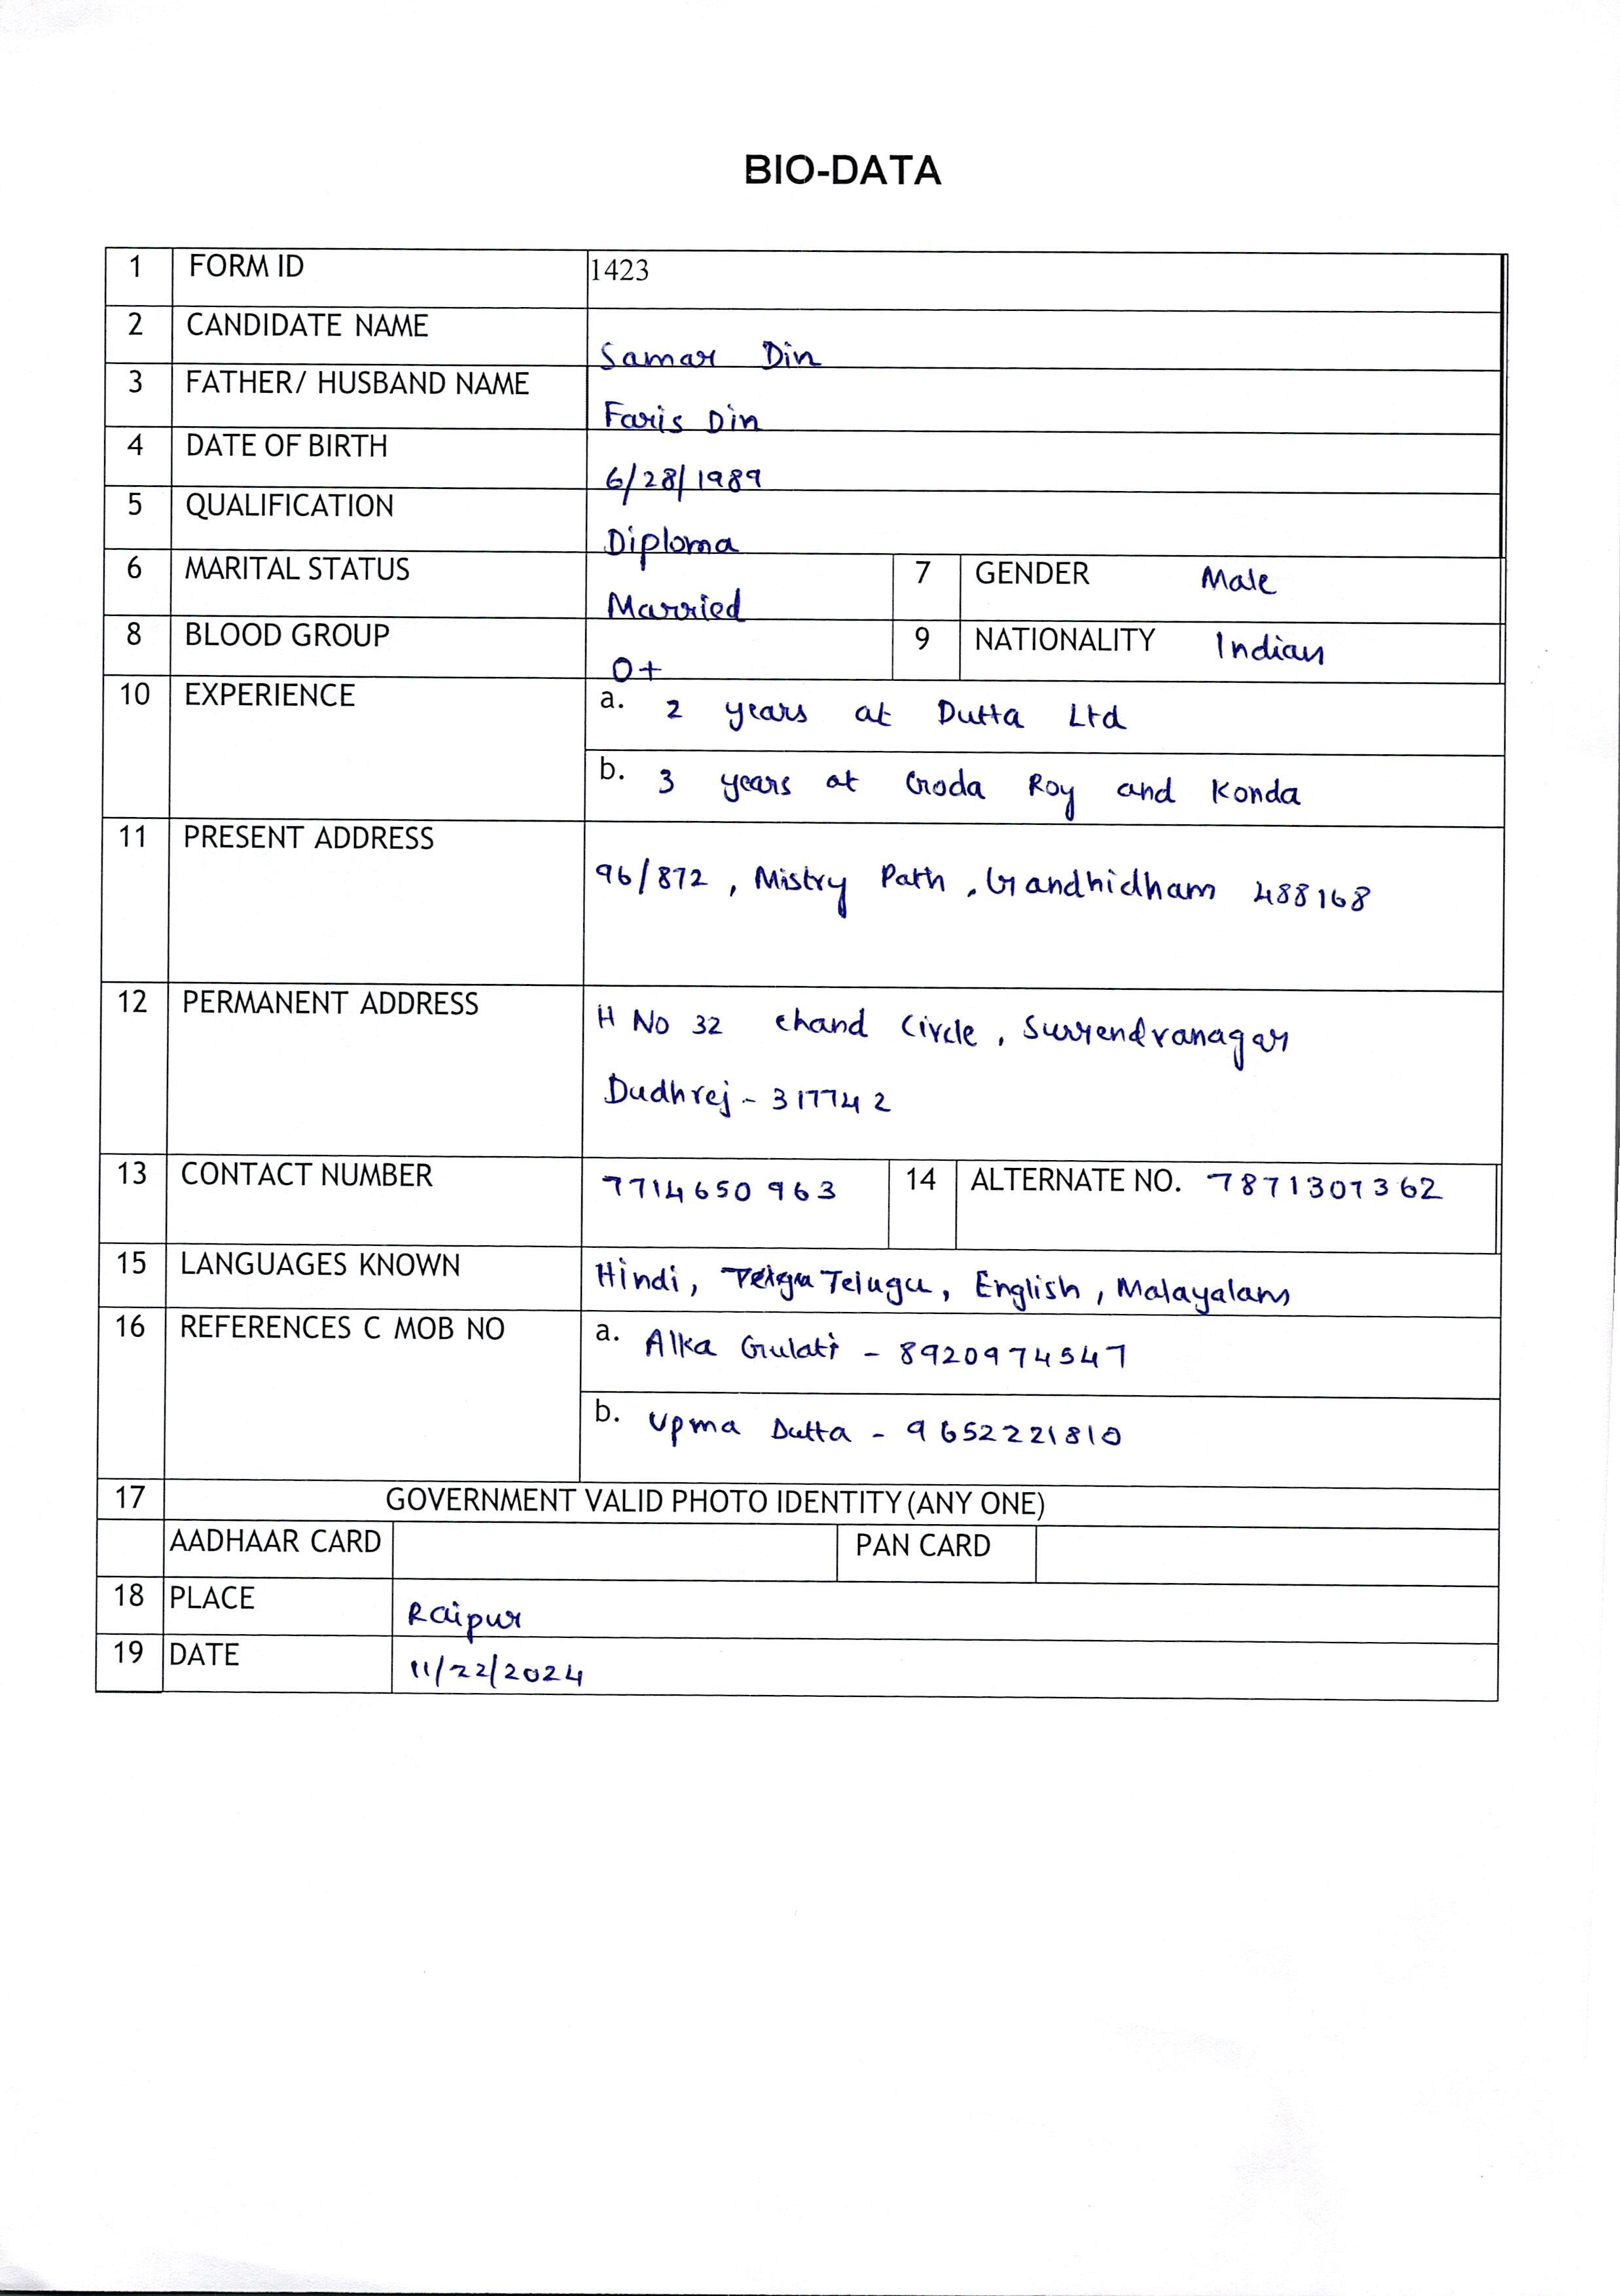 BIO-DATA
1 FORM ID 1423
2 CANDIDATE NAME Samar Din
3 FATHER/ HUSBAND NAME Faris Din
4 DATE OF BIRTH 6/28/1989
5 QUALIFICATION Diploma
6 MARITAL STATUS Married 7 GENDER Male
8 BLOOD GROUP O+ 9 NATIONALITY Indian
10 EXPERIENCE a. 2 years at Dutta Ltd
b. 3 years at Goda Roy and Konda
11 PRESENT ADDRESS 96/872, Mistry Path, Gandhidham 488168
12 PERMANENT ADDRESS H No 32 Chand Circle, Surendranagar
Dudhrej - 317742
13 CONTACT NUMBER 7714650963 14 ALTERNATE NO. 7871307362
15 LANGUAGES KNOWN Hindi, Telugu, English, Malayalam
16 REFERENCES C MOB NO a. Alka Gulati - 8920974547
b. Upma Dutta - 9652221810
17 GOVERNMENT VALID PHOTO IDENTITY (ANY ONE)
AADHAAR CARD PAN CARD
18 PLACE Raipur
19 DATE 11/22/2024